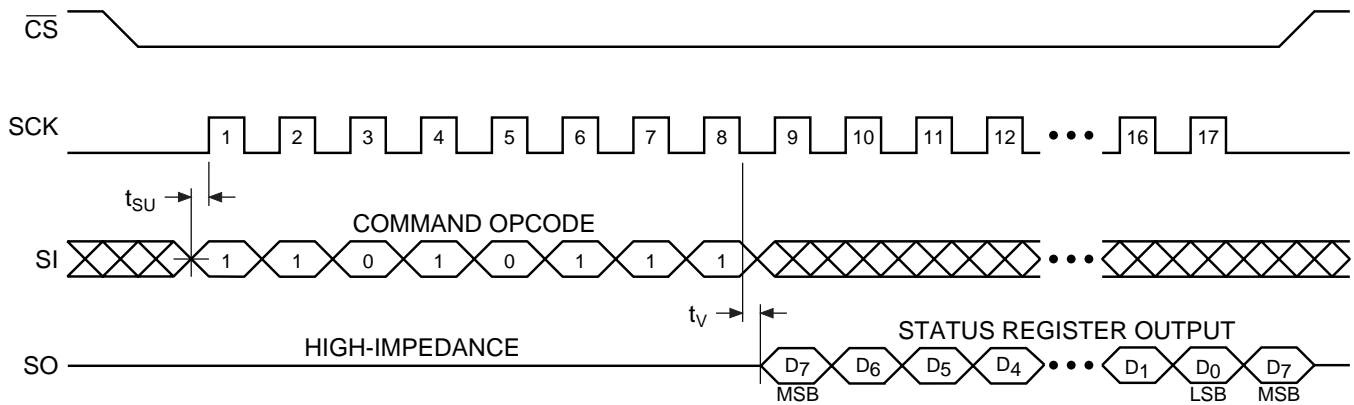 CS
SCK 1 2 3 4 5 6 7 8 9 10 11 12 ••• 16 17
tSU
COMMAND OPCODE
SI 1 1 0 1 0 1 1 1 •••
tV
STATUS REGISTER OUTPUT
HIGH-IMPEDANCE
SO D7 D6 D5 D4 ••• D1 D0 D7
MSB LSB MSB